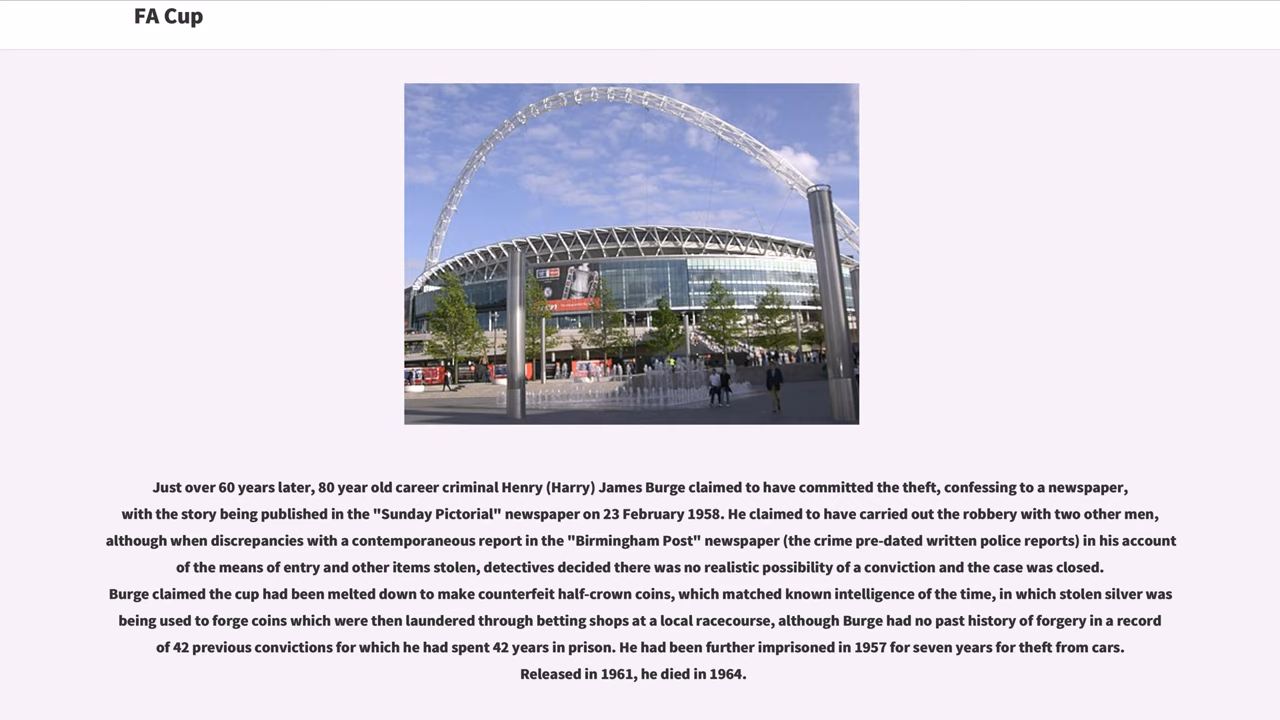 FA Cup
Just over 60 years later, 80 year old career criminal Henry (Harry) James Burge claimed to have committed the theft, confessing to a newspaper,
with the story being published in the "Sunday Pictorial" newspaper on 23 February 1958. He claimed to have carried out the robbery with two other men,
although when discrepancies with a contemporaneous report in the "Birmingham Post" newspaper (the crime pre-dated written police reports) in his account
of the means of entry and other items stolen, detectives decided there was no realistic possibility of a conviction and the case was closed.
Burge claimed the cup had been melted down to make counterfeit half-crown coins, which matched known intelligence of the time, in which stolen silver was
being used to forge coins which were then laundered through betting shops at a local racecourse, although Burge had no past history of forgery in a record
of 42 previous convictions for which he had spent 42 years in prison. He had been further imprisoned in 1957 for seven years for theft from cars.
Released in 1961, he died in 1964.